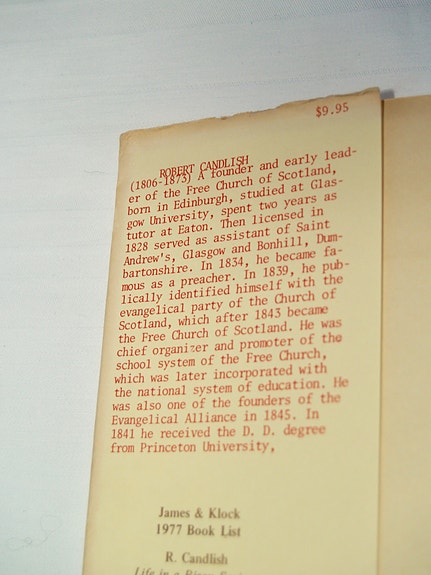 $9.95
ROBERT CANDLISH
(1806-1873) A founder and early lead-
er of the Free Church of Scotland,
born in Edinburgh, studied at Glas-
gow University, spent two years as
tutor at Eaton. Then licensed in
1828 served as assistant of Saint
Andrew's, Glasgow and Bonhill, Dum-
bartonshire. In 1834, he became fa-
mous as a preacher. In 1839, he pub-
lically identified himself with the
evangelical party of the Church of
Scotland, which after 1843 became
the Free Church of Scotland. He was
chief organizer and promoter of the
school system of the Free Church,
which was later incorporated with
the national system of education. He
was also one of the founders of the
Evangelical Alliance in 1845. In
1841 he received the D. D. degree
from Princeton University,
James & Klock
1977 Book List
R. Candlish
Life in a Risen